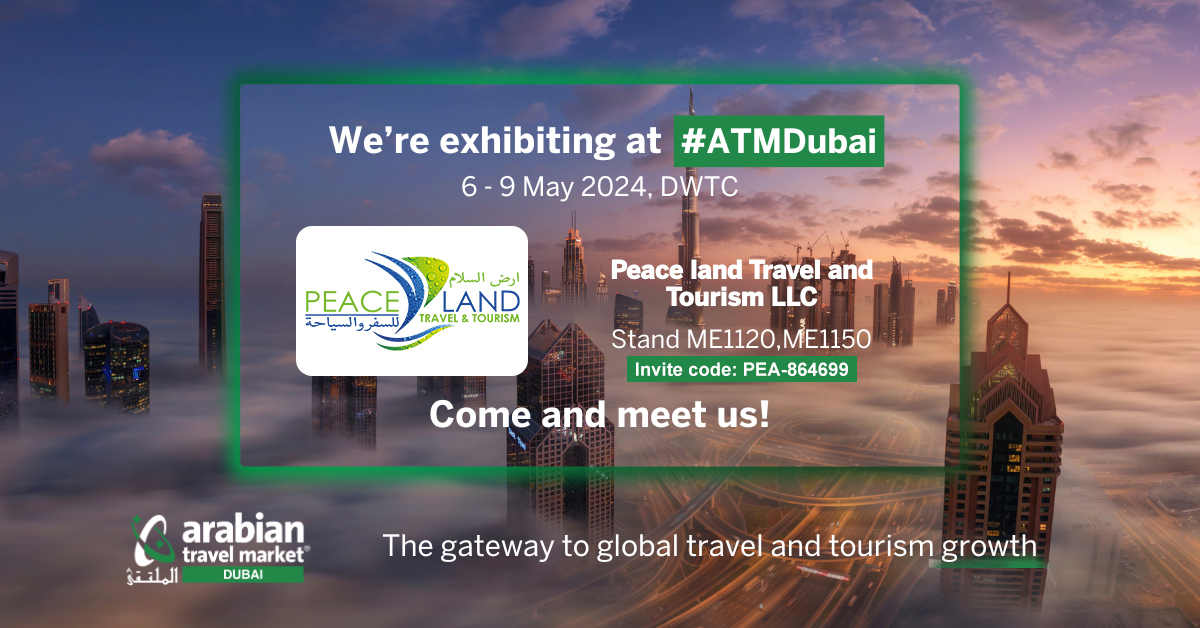 We're exhibiting at #ATMDubai
6 - 9 May 2024, DWTC
ارض السلام
PEACE LAND
TRAVEL & TOURISM
للسفر والسياحة
Peace land Travel and
Tourism LLC
Stand ME1120,ME1150
Invite code: PEA-864699
Come and meet us!
arabian
travel market®
الملتقى
DUBAI
The gateway to global travel and tourism growth